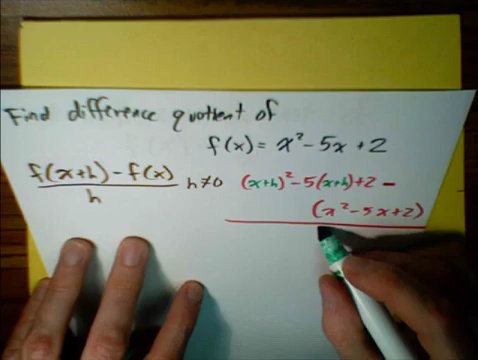 Find difference quotient of
f(x) = x² - 5x + 2
f(x+h) - f(x)
h
h≠0
(x+h)² - 5(x+h) + 2 -
(x² - 5x + 2)